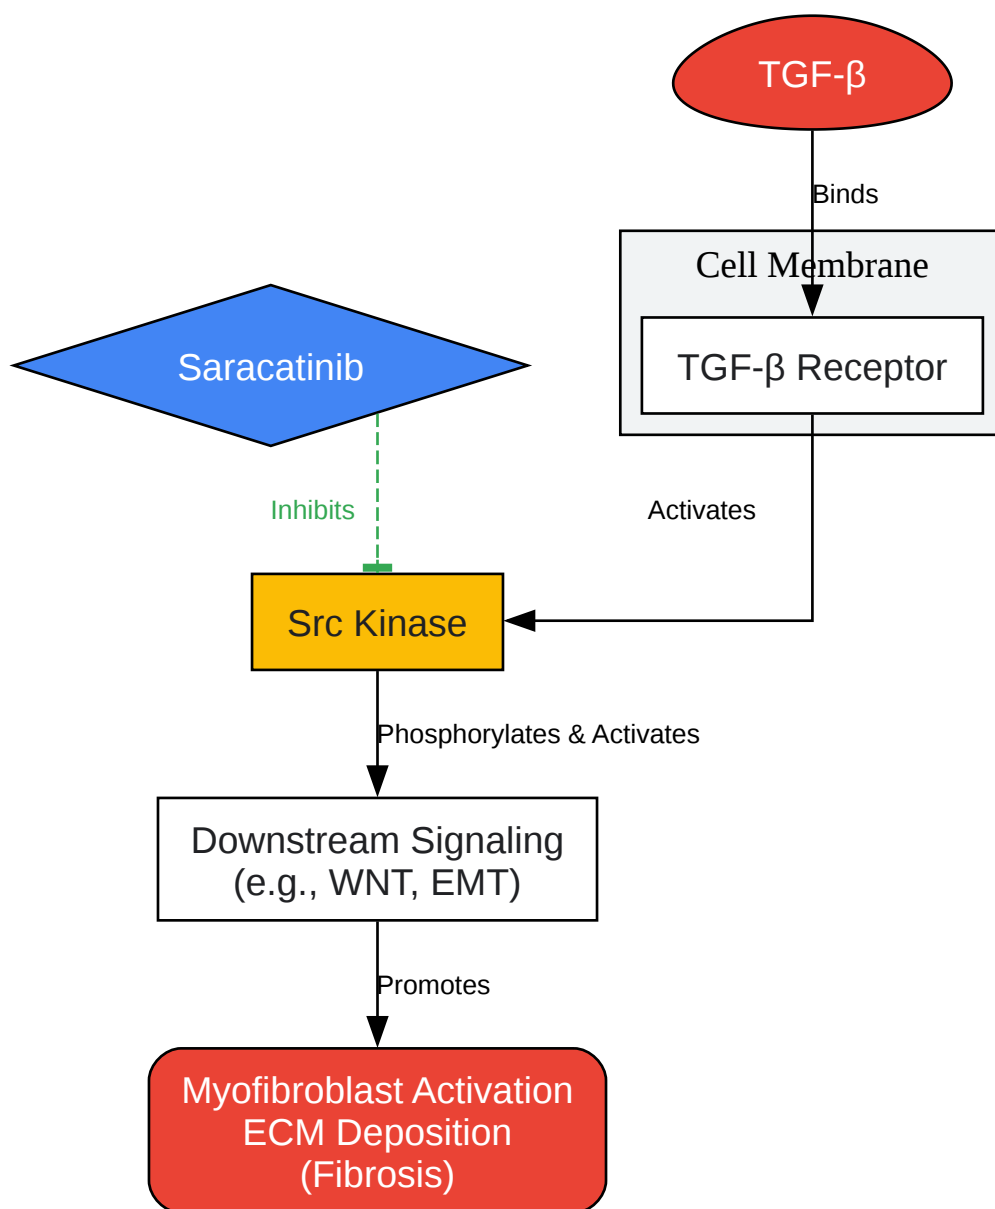 TGF-β
Binds
Cell Membrane
TGF-β Receptor
Saracatinib
Inhibits
Activates
Src Kinase
Phosphorylates & Activates
Downstream Signaling
(e.g., WNT, EMT)
Promotes
Myofibroblast Activation
ECM Deposition
(Fibrosis)